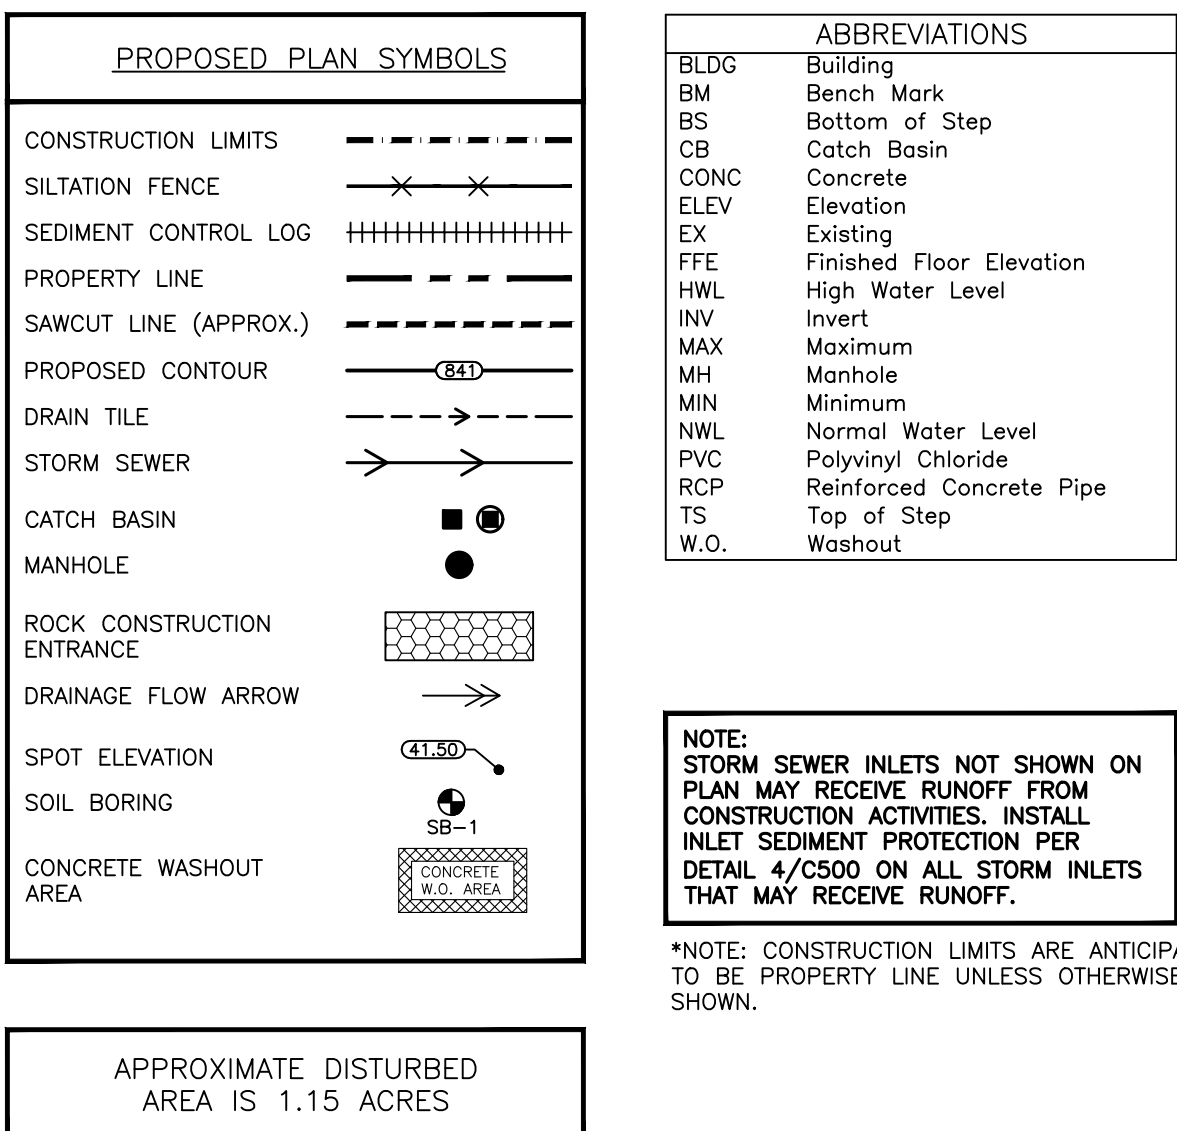 PROPOSED PLAN SYMBOLS
CONSTRUCTION LIMITS
SILTATION FENCE
SEDIMENT CONTROL LOG
PROPERTY LINE
SAWCUT LINE (APPROX.)
PROPOSED CONTOUR 841
DRAIN TILE
STORM SEWER
CATCH BASIN
MANHOLE
ROCK CONSTRUCTION
ENTRANCE
DRAINAGE FLOW ARROW
SPOT ELEVATION 41.50
SOIL BORING
SB-1
CONCRETE WASHOUT
AREA
CONCRETE
W.O. AREA
APPROXIMATE DISTURBED
AREA IS 1.15 ACRES
ABBREVIATIONS
BLDG Building
BM Bench Mark
BS Bottom of Step
CB Catch Basin
CONC Concrete
ELEV Elevation
EX Existing
FFE Finished Floor Elevation
HWL High Water Level
INV Invert
MAX Maximum
MH Manhole
MIN Minimum
NWL Normal Water Level
PVC Polyvinyl Chloride
RCP Reinforced Concrete Pipe
TS Top of Step
W.O. Washout
NOTE:
STORM SEWER INLETS NOT SHOWN ON
PLAN MAY RECEIVE RUNOFF FROM
CONSTRUCTION ACTIVITIES. INSTALL
INLET SEDIMENT PROTECTION PER
DETAIL 4/C500 ON ALL STORM INLETS
THAT MAY RECEIVE RUNOFF.
*NOTE: CONSTRUCTION LIMITS ARE
TO BE PROPERTY LINE UNLESS OTHERWISE
SHOWN.